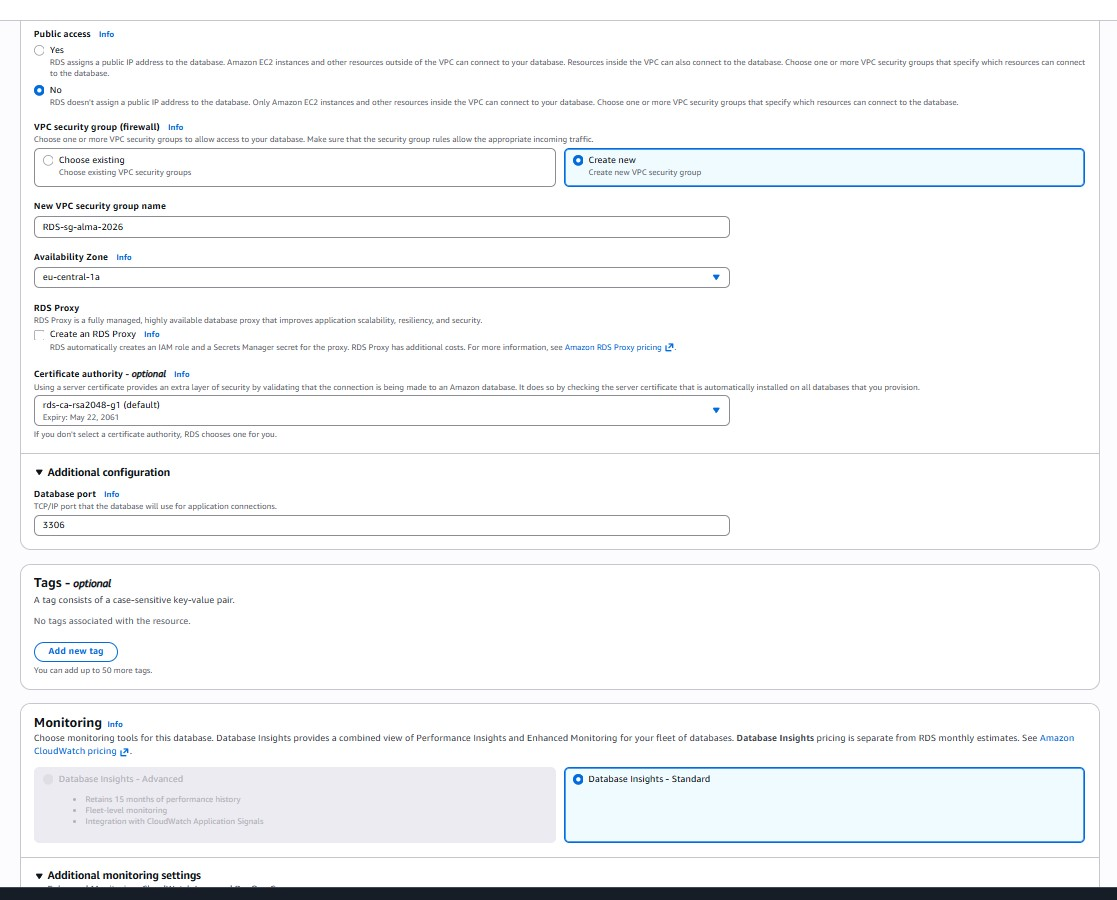 Public access Info
Yes
RDS assigns a public IP address to the database. Amazon EC2 instances and other resources outside of the VPC can connect to your database. Resources inside the VPC can also connect to the database. Choose one or more VPC security groups that specify which resources can connect
to the database.
No
RDS doesn't assign a public IP address to the database. Only Amazon EC2 instances and other resources inside the VPC can connect to your database. Choose one or more VPC security groups that specify which resources can connect to the database.
VPC security group (firewall) Info
Choose one or more VPC security groups to allow access to your database. Make sure that the security group rules allow the appropriate incoming traffic.
Choose existing
Choose existing VPC security groups
Create new
Create new VPC security group
New VPC security group name
RDS-sg-alma-2026
Availability Zone Info
eu-central-1a
RDS Proxy
RDS Proxy is a fully managed, highly available database proxy that improves application scalability, resiliency, and security.
Create an RDS Proxy Info
RDS automatically creates an IAM role and a Secrets Manager secret for the proxy. RDS Proxy has additional costs. For more information, see Amazon RDS Proxy pricing.
Certificate authority - optional Info
Using a server certificate provides an extra layer of security by validating that the connection is being made to an Amazon database. It does so by checking the server certificate that is automatically installed on all databases that you provision.
rds-ca-rsa2048-g1 (default)
Expiry: May 22, 2061
If you don't select a certificate authority, RDS chooses one for you.
Additional configuration
Database port Info
TCP/IP port that the database will use for application connections.
3306
Tags - optional
A tag consists of a case-sensitive key-value pair.
No tags associated with the resource.
Add new tag
You can add up to 50 more tags.
Monitoring Info
Choose monitoring tools for this database. Database Insights provides a combined view of Performance Insights and Enhanced Monitoring for your fleet of databases. Database Insights pricing is separate from RDS monthly estimates. See Amazon
CloudWatch pricing.
Database Insights - Advanced
• Retains 15 months of performance history
• Fleet-level monitoring
• Integration with CloudWatch Application Signals
Database Insights - Standard
Additional monitoring settings